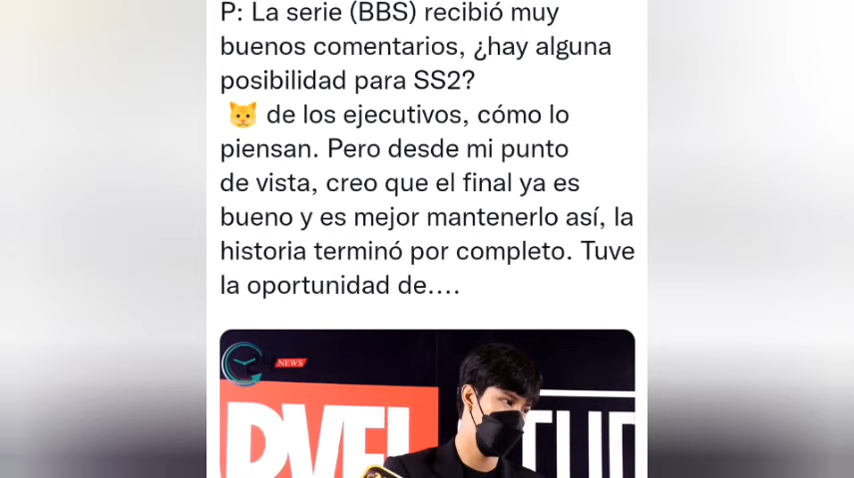 P: La serie (BBS) recibió muy
buenos comentarios, ¿hay alguna
posibilidad para SS2?
🐱 de los ejecutivos, cómo lo
piensan. Pero desde mi punto
de vista, creo que el final ya es
bueno y es mejor mantenerlo así, la
historia terminó por completo. Tuve
la oportunidad de....
NEWS